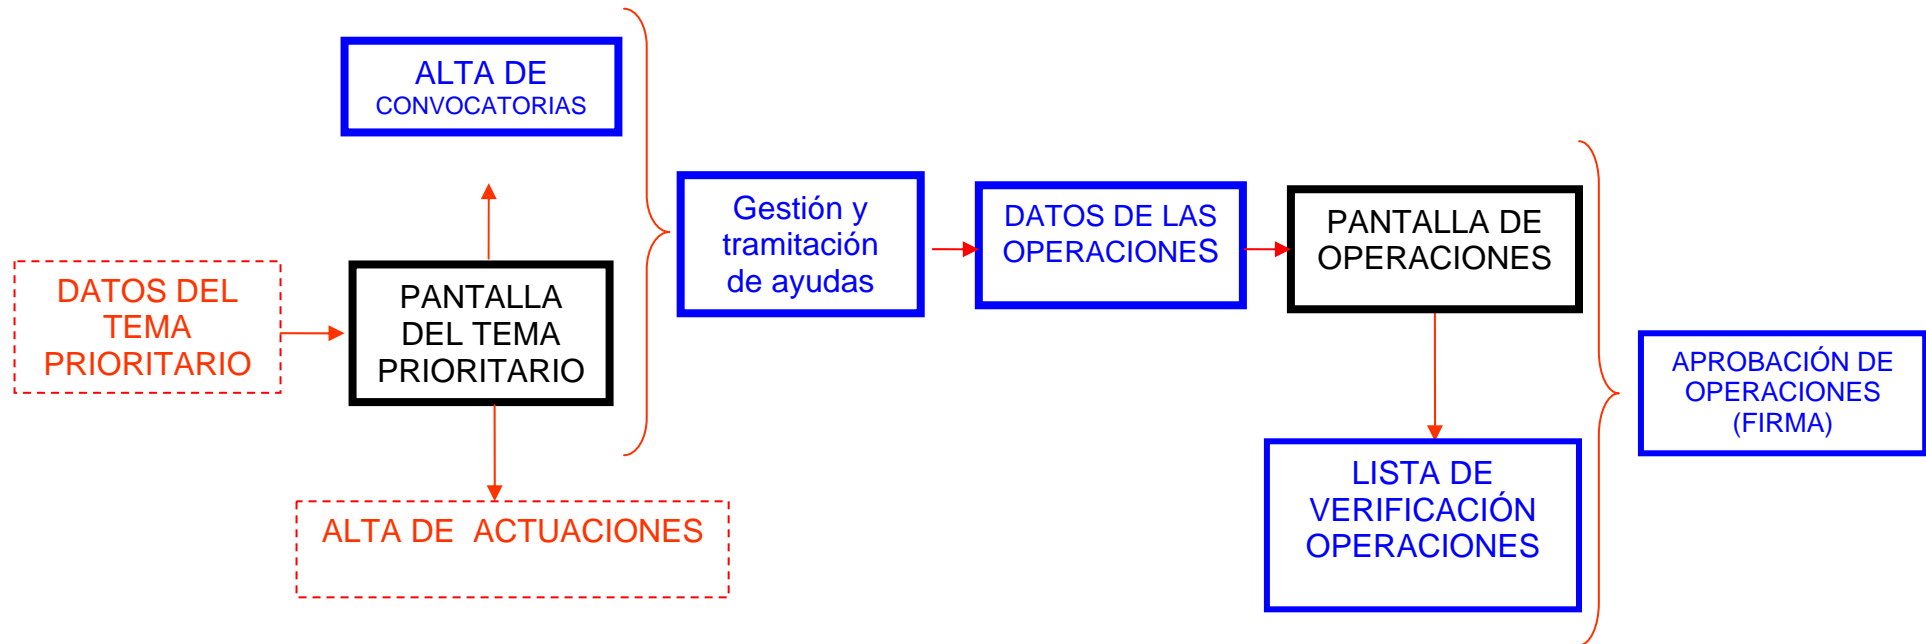 ALTA DE
CONVOCATORIAS
DATOS DEL
TEMA
PRIORITARIO
PANTALLA
DEL TEMA
PRIORITARIO
ALTA DE  ACTUACIONES
Gestión y
tramitación
de ayudas
DATOS DE LAS
OPERACIONES
PANTALLA DE
OPERACIONES
LISTA DE
VERIFICACIÓN
OPERACIONES
APROBACIÓN DE
OPERACIONES
(FIRMA)